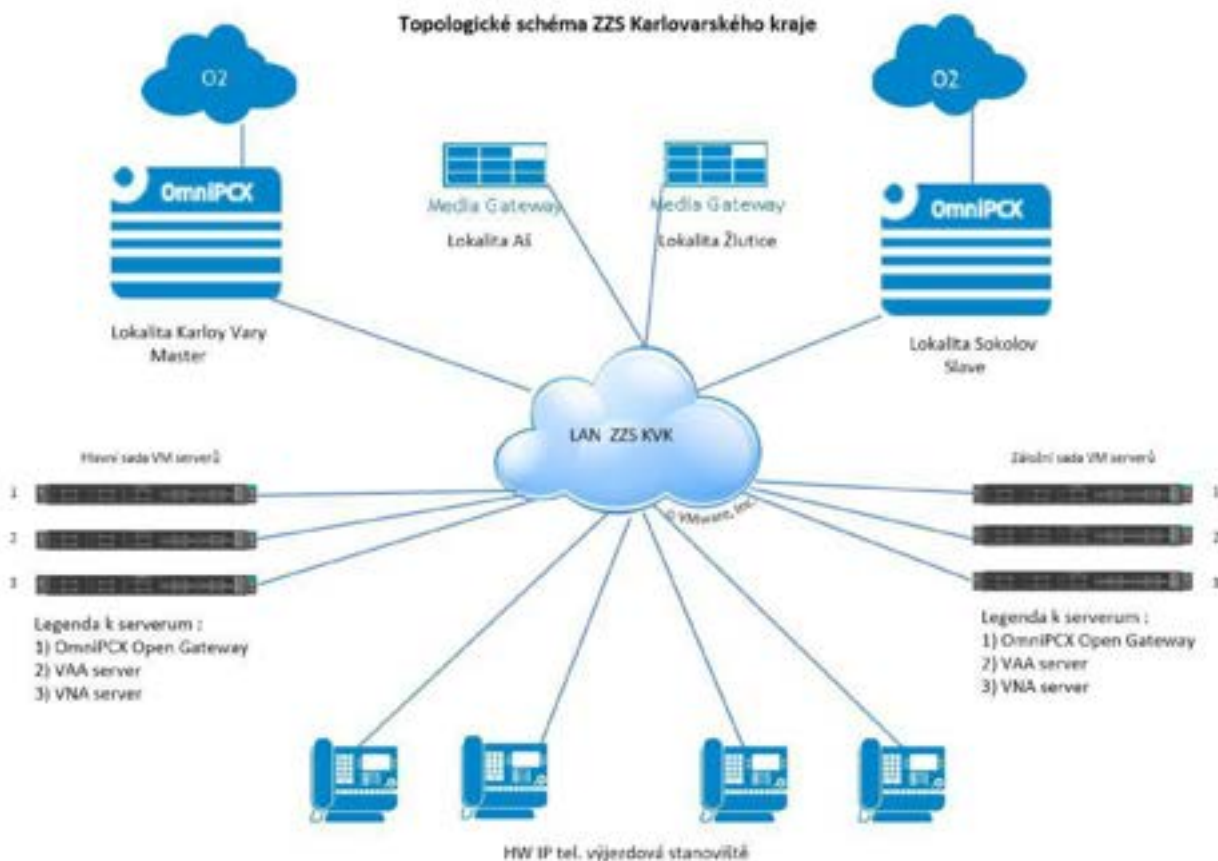 Topologické schéma ZZS Karlovarského kraje
O2
O2
OmniPCX
OmniPCX
Media Gateway
Media Gateway
Lokalita Aš
Lokalita Žlutice
Lokalita Karloy Vary
Master
Lokalita Sokolov
Slave
LAN ZZS KVK
© VMware, Inc.
Hlavní sada VM serverů
Záložní sada VM serverů
1
2
3
1
2
3
Legenda k serverum :
1) OmniPCX Open Gateway
2) VAA server
3) VNA server
Legenda k serverum :
1) OmniPCX Open Gateway
2) VAA server
3) VNA server
HW IP tel. výjezdová stanoviště